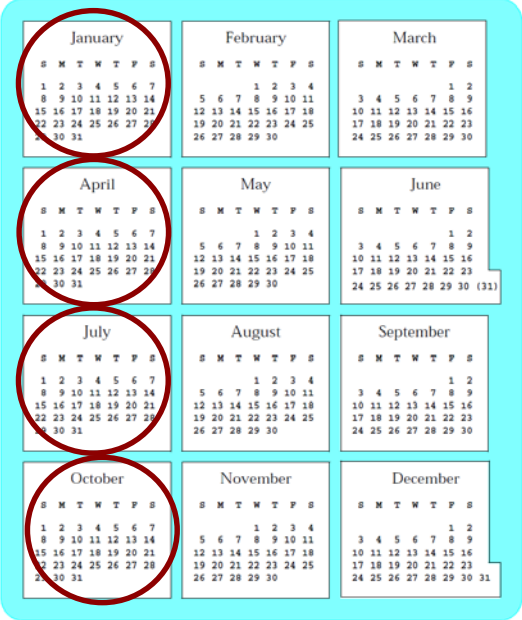 January
S M T W T F S
1 2 3 4 5 6 7
8 9 10 11 12 13 14
15 16 17 18 19 20 21
22 23 24 25 26 27 28
29 30 31
February
S M T W T F S
1 2 3 4
5 6 7 8 9 10 11
12 13 14 15 16 17 18
19 20 21 22 23 24 25
26 27 28 29 30
March
S M T W T F S
1 2
3 4 5 6 7 8 9
10 11 12 13 14 15 16
17 18 19 20 21 22 23
24 25 26 27 28 29 30
April
S M T W T F S
1 2 3 4 5 6 7
8 9 10 11 12 13 14
15 16 17 18 19 20 21
22 23 24 25 26 27 28
29 30 31
May
S M T W T F S
1 2 3 4
5 6 7 8 9 10 11
12 13 14 15 16 17 18
19 20 21 22 23 24 25
26 27 28 29 30
June
S M T W T F S
1 2
3 4 5 6 7 8 9
10 11 12 13 14 15 16
17 18 19 20 21 22 23
24 25 26 27 28 29 30 (31)
July
S M T W T F S
1 2 3 4 5 6 7
8 9 10 11 12 13 14
15 16 17 18 19 20 21
22 23 24 25 26 27 28
29 30 31
August
S M T W T F S
1 2 3 4
5 6 7 8 9 10 11
12 13 14 15 16 17 18
19 20 21 22 23 24 25
26 27 28 29 30
September
S M T W T F S
1 2
3 4 5 6 7 8 9
10 11 12 13 14 15 16
17 18 19 20 21 22 23
24 25 26 27 28 29 30
October
S M T W T F S
1 2 3 4 5 6 7
8 9 10 11 12 13 14
15 16 17 18 19 20 21
22 23 24 25 26 27 28
29 30 31
November
S M T W T F S
1 2 3 4
5 6 7 8 9 10 11
12 13 14 15 16 17 18
19 20 21 22 23 24 25
26 27 28 29 30
December
S M T W T F S
1 2
3 4 5 6 7 8 9
10 11 12 13 14 15 16
17 18 19 20 21 22 23
24 25 26 27 28 29 30 31